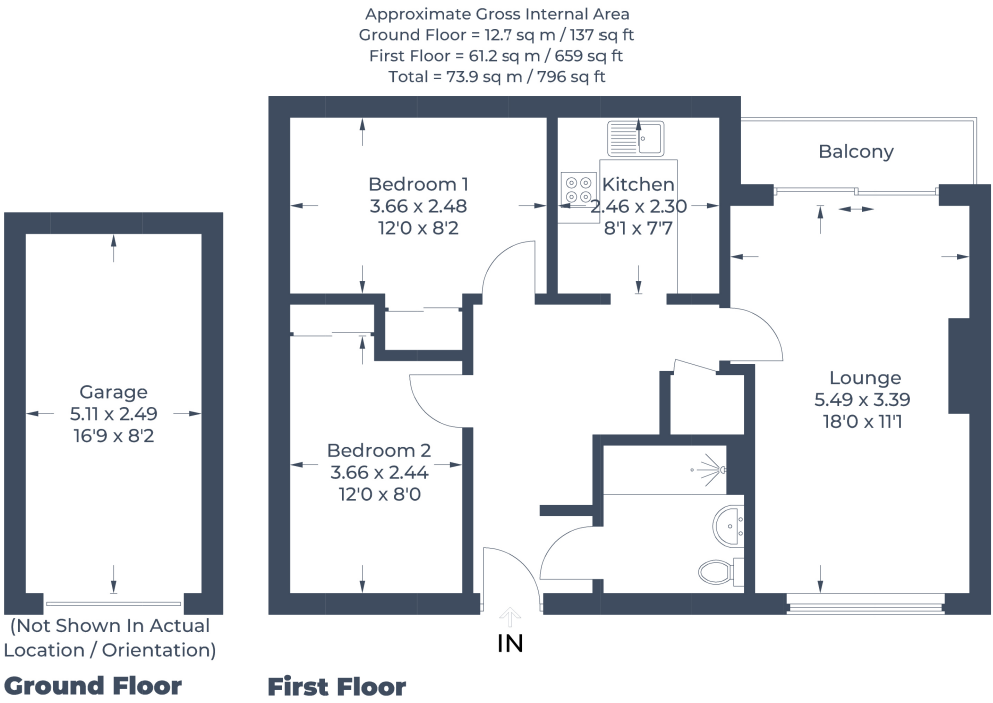 Approximate Gross Internal Area
Ground Floor = 12.7 sq m / 137 sq ft
First Floor = 61.2 sq m / 659 sq ft
Total = 73.9 sq m / 796 sq ft
Balcony
Bedroom 1
3.66 x 2.48
12'0 x 8'2
Kitchen
2.46 x 2.30
8'1 x 7'7
Garage
5.11 x 2.49
16'9 x 8'2
Lounge
5.49 x 3.39
18'0 x 11'1
Bedroom 2
3.66 x 2.44
12'0 x 8'0
(Not Shown In Actual
Location / Orientation)
IN
Ground Floor
First Floor